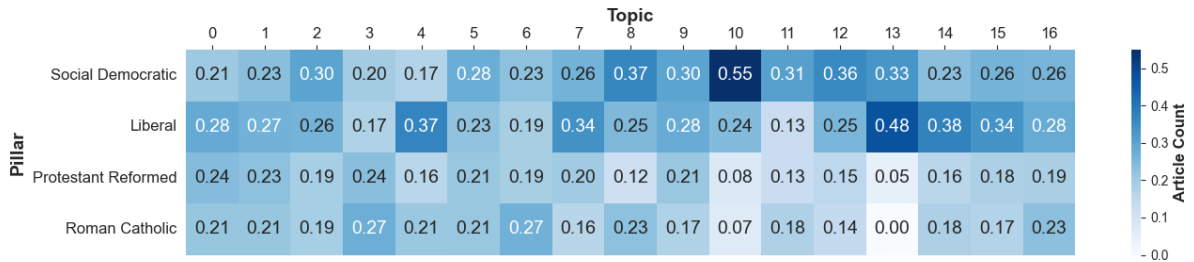 Topic
0 1 2 3 4 5 6 7 8 9 10 11 12 13 14 15 16
Social Democratic 0.21 0.23 0.30 0.20 0.17 0.28 0.23 0.26 0.37 0.30 0.55 0.31 0.36 0.33 0.23 0.26 0.26
Liberal 0.28 0.27 0.26 0.17 0.37 0.23 0.19 0.34 0.25 0.28 0.24 0.13 0.25 0.48 0.38 0.34 0.28
Protestant Reformed 0.24 0.23 0.19 0.24 0.16 0.21 0.19 0.20 0.12 0.21 0.08 0.13 0.15 0.05 0.16 0.18 0.19
Roman Catholic 0.21 0.21 0.19 0.27 0.21 0.21 0.27 0.16 0.23 0.17 0.07 0.18 0.14 0.00 0.18 0.17 0.23
Pillar
0.5
0.4
0.3
0.2
0.1
0.0
Article Count